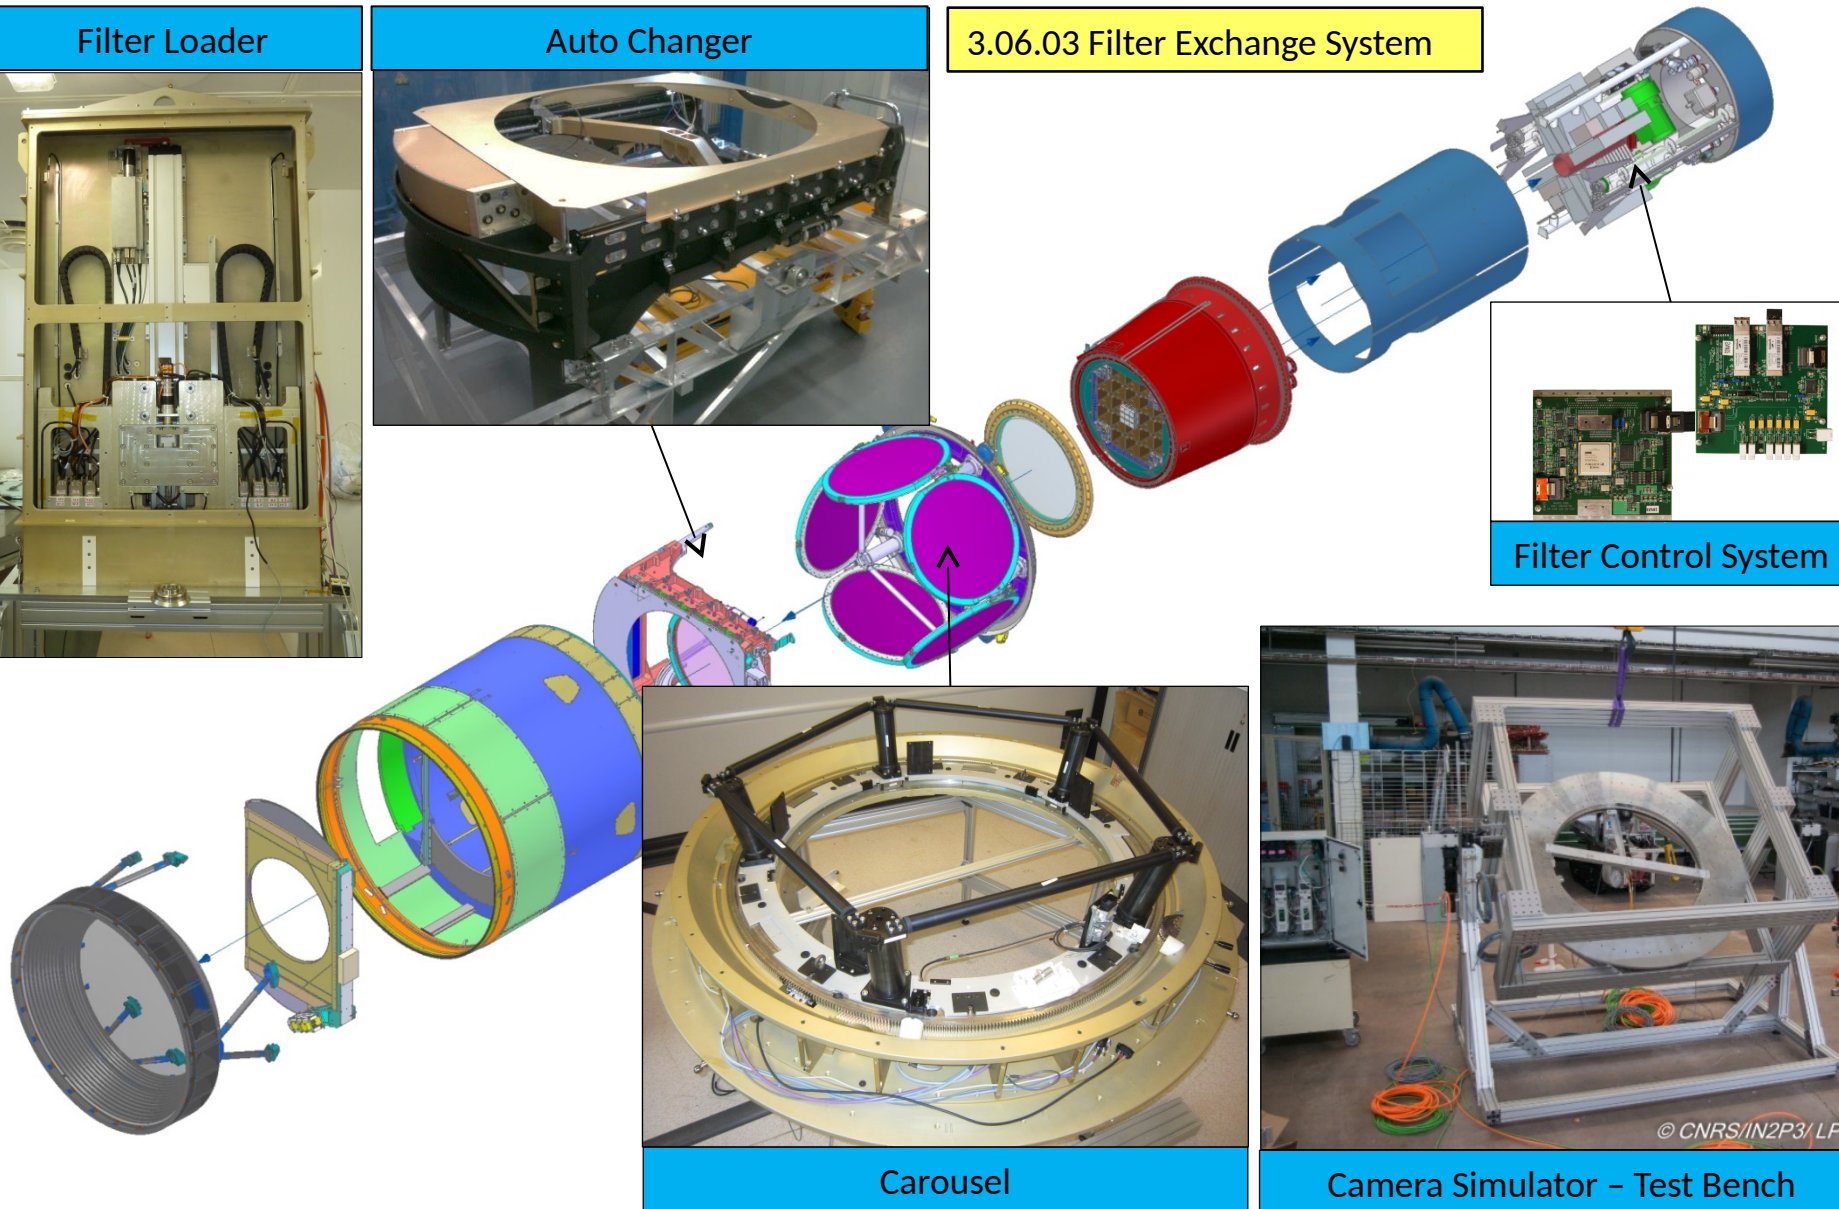 Filter Loader
Auto Changer
3.06.03 Filter Exchange System
Filter Control System
© CNRS/IN2P3/ LP
Carousel
Camera Simulator – Test Bench